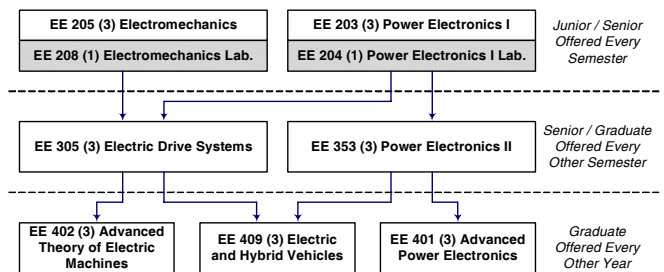 EE 205 (3) Electromechanics
EE 208 (1) Electromechanics Lab.
EE 203 (3) Power Electronics I
EE 204 (1) Power Electronics I Lab.
Junior / Senior
Offered Every
Semester
EE 305 (3) Electric Drive Systems
EE 353 (3) Power Electronics II
Senior / Graduate
Offered Every
Other Semester
EE 402 (3) Advanced
Theory of Electric
Machines
EE 409 (3) Electric
and Hybrid Vehicles
EE 401 (3) Advanced
Power Electronics
Graduate
Offered Every
Other Year